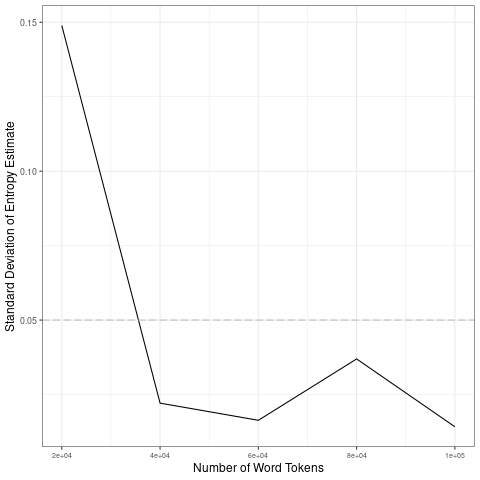 0.15
0.10
0.05
Standard Deviation of Entropy Estimate
2e+04 4e+04 6e+04 8e+04 1e+05
Number of Word Tokens